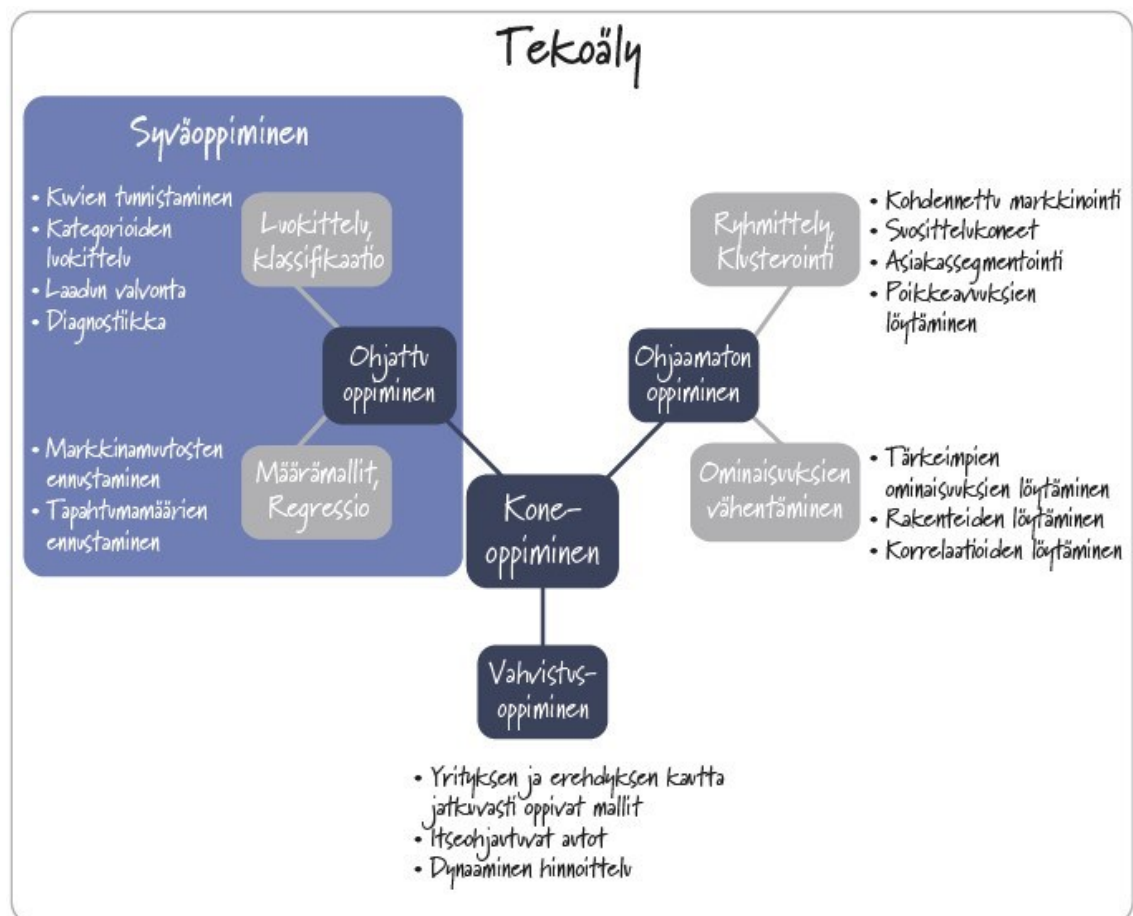 Tekoäly
Syväoppiminen
• Kuvien tunnistaminen
• Kategorioiden
luokittelu
• Laadun valvonta
• Diagnostiikka
Luokittelu,
klassifikaatio
Ohjattu
oppiminen
• Markkinamuutosten
ennustaminen
• Tapahtumamäärien
ennustaminen
Määrämallit,
Regressio
Kone-
oppiminen
Ryhmittely,
Klusterointi
• Kohdennettu markkinointi
• Suosittelukoneet
• Asiakassegmentointi
• Poikkeavuuksien
löytäminen
Ohjaamaton
oppiminen
Ominaisuuksien
vähentäminen
• Tärkeimpien
ominaisuuksien löytäminen
• Rakenteiden löytäminen
• Korrelaatioiden löytäminen
Vahvistus-
oppiminen
• Yrityksen ja erehdyksen kautta
jatkuvasti oppivat mallit
• Itseohjautuvat autot
• Dynaaminen hinnoittelu